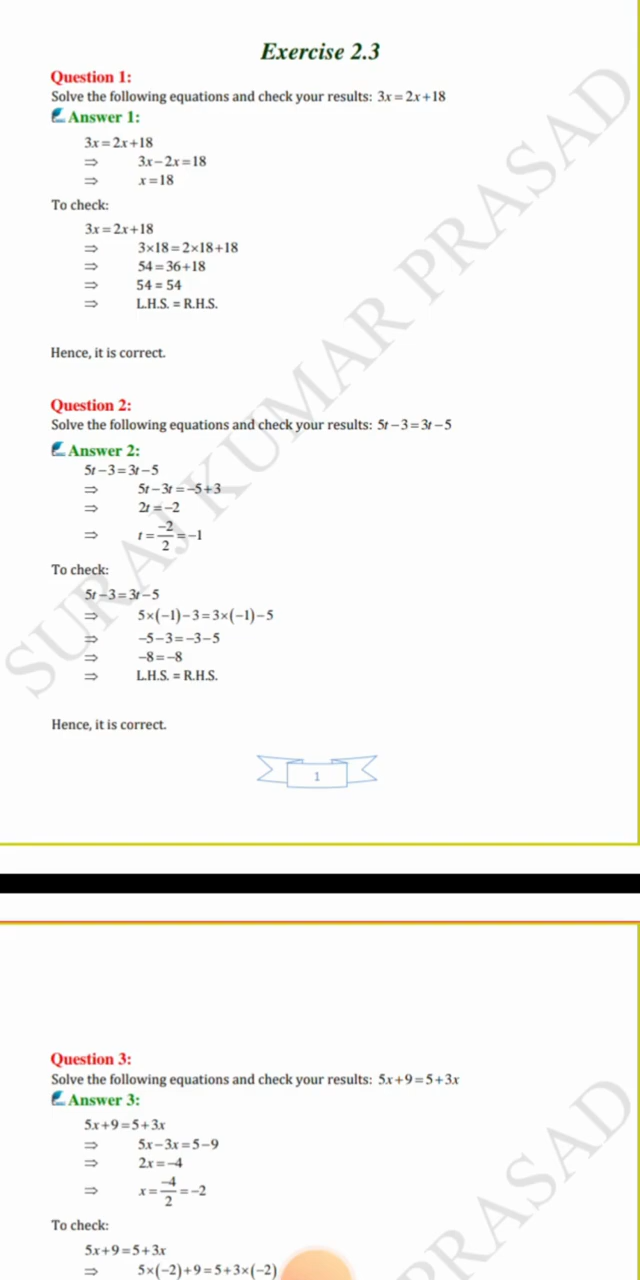 Exercise 2.3
Question 1:
Solve the following equations and check your results: 3x = 2x+18
Answer 1:
3x = 2x+18
⇒ 3x−2x=18
⇒ x=18
To check:
3x = 2x+18
⇒ 3×18 = 2×18+18
⇒ 54 = 36+18
⇒ 54 = 54
⇒ L.H.S. = R.H.S.
Hence, it is correct.
Question 2:
Solve the following equations and check your results: 5t−3=3t−5
Answer 2:
5t−3=3t−5
⇒ 5t−3t=−5+3
⇒ 2t=−2
⇒ t=−2/2=−1
To check:
5t−3=3t−5
⇒ 5×(−1)−3=3×(−1)−5
⇒ −5−3=−3−5
⇒ −8=−8
⇒ L.H.S. = R.H.S.
Hence, it is correct.
SURAJ KUMAR PRASAD
1
Question 3:
Solve the following equations and check your results: 5x+9=5+3x
Answer 3:
5x+9=5+3x
⇒ 5x−3x=5−9
⇒ 2x=−4
⇒ x=−4/2=−2
To check:
5x+9=5+3x
⇒ 5×(−2)+9=5+3×(−2)
PRASAD